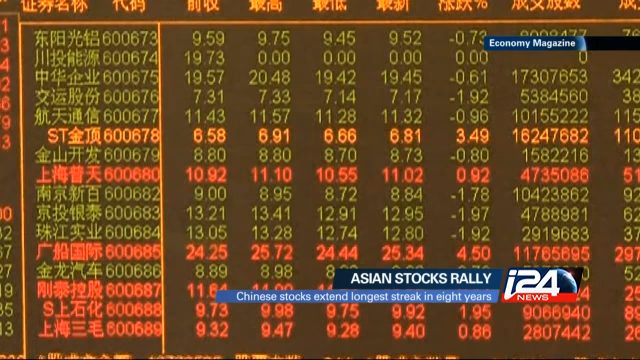 证券名称 代码 前收 最高 最低 最新 涨跌% 成交股数
东阳光铝 600673 9.59 9.75 9.45 9.52 -0.73
川投能源 600674 19.73 0.00 0.00 0.00 0.00 0
中华企业 600675 19.57 20.48 19.42 19.45 -0.61 17307653
交运股份 600676 7.31 7.33 7.14 7.17 -1.92 5384560
航天通信 600677 11.43 11.57 11.28 11.32 -0.96 10155222
ST金顶 600678 6.58 6.91 6.66 6.81 3.49 16247682
金山开发 600679 8.80 8.80 8.70 8.73 -0.80 1582216
上海普天 600680 10.92 11.10 10.55 11.02 0.92 4735086
南京新百 600682 9.00 8.95 8.72 8.84 -1.78 10423862
京投银泰 600683 13.21 13.41 12.91 12.95 -1.97 4788981
珠江实业 600684 13.05 13.28 12.74 12.80 -1.92 2919683
广船国际 600685 24.25 25.72 24.44 25.34 4.50 11765695
金龙汽车 600686 8.89 8.98
刚泰控股 600687
S上石化 600688 9.73 9.98 9.75 9.92 1.95 9066940
上海三毛 600689 9.32 9.47 9.28 9.40 0.86 2807442
Economy Magazine
ASIAN STOCKS RALLY
Chinese stocks extend longest streak in eight years
i24
NEWS